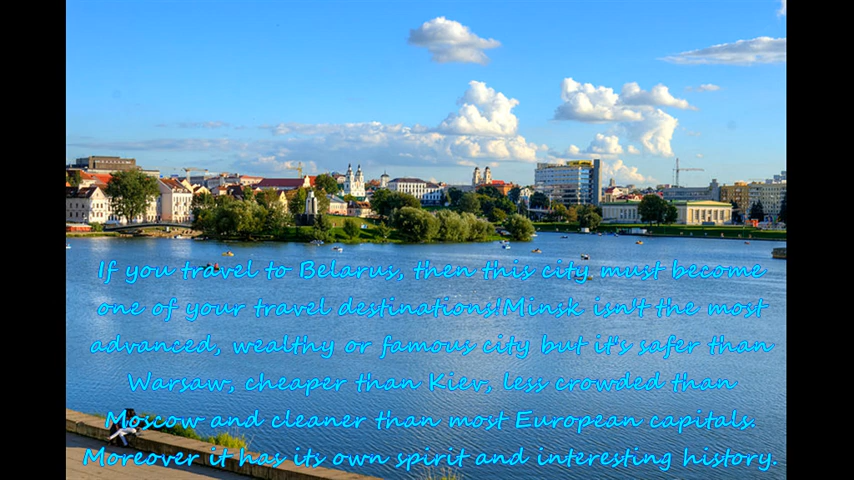 If you travel to Belarus, then this city must become
one of your travel destinations!Minsk isn't the most
advanced, wealthy or famous city but it's safer than
Warsaw, cheaper than Kiev, less crowded than
Moscow and cleaner than most European capitals.
Moreover it has its own spirit and interesting history.